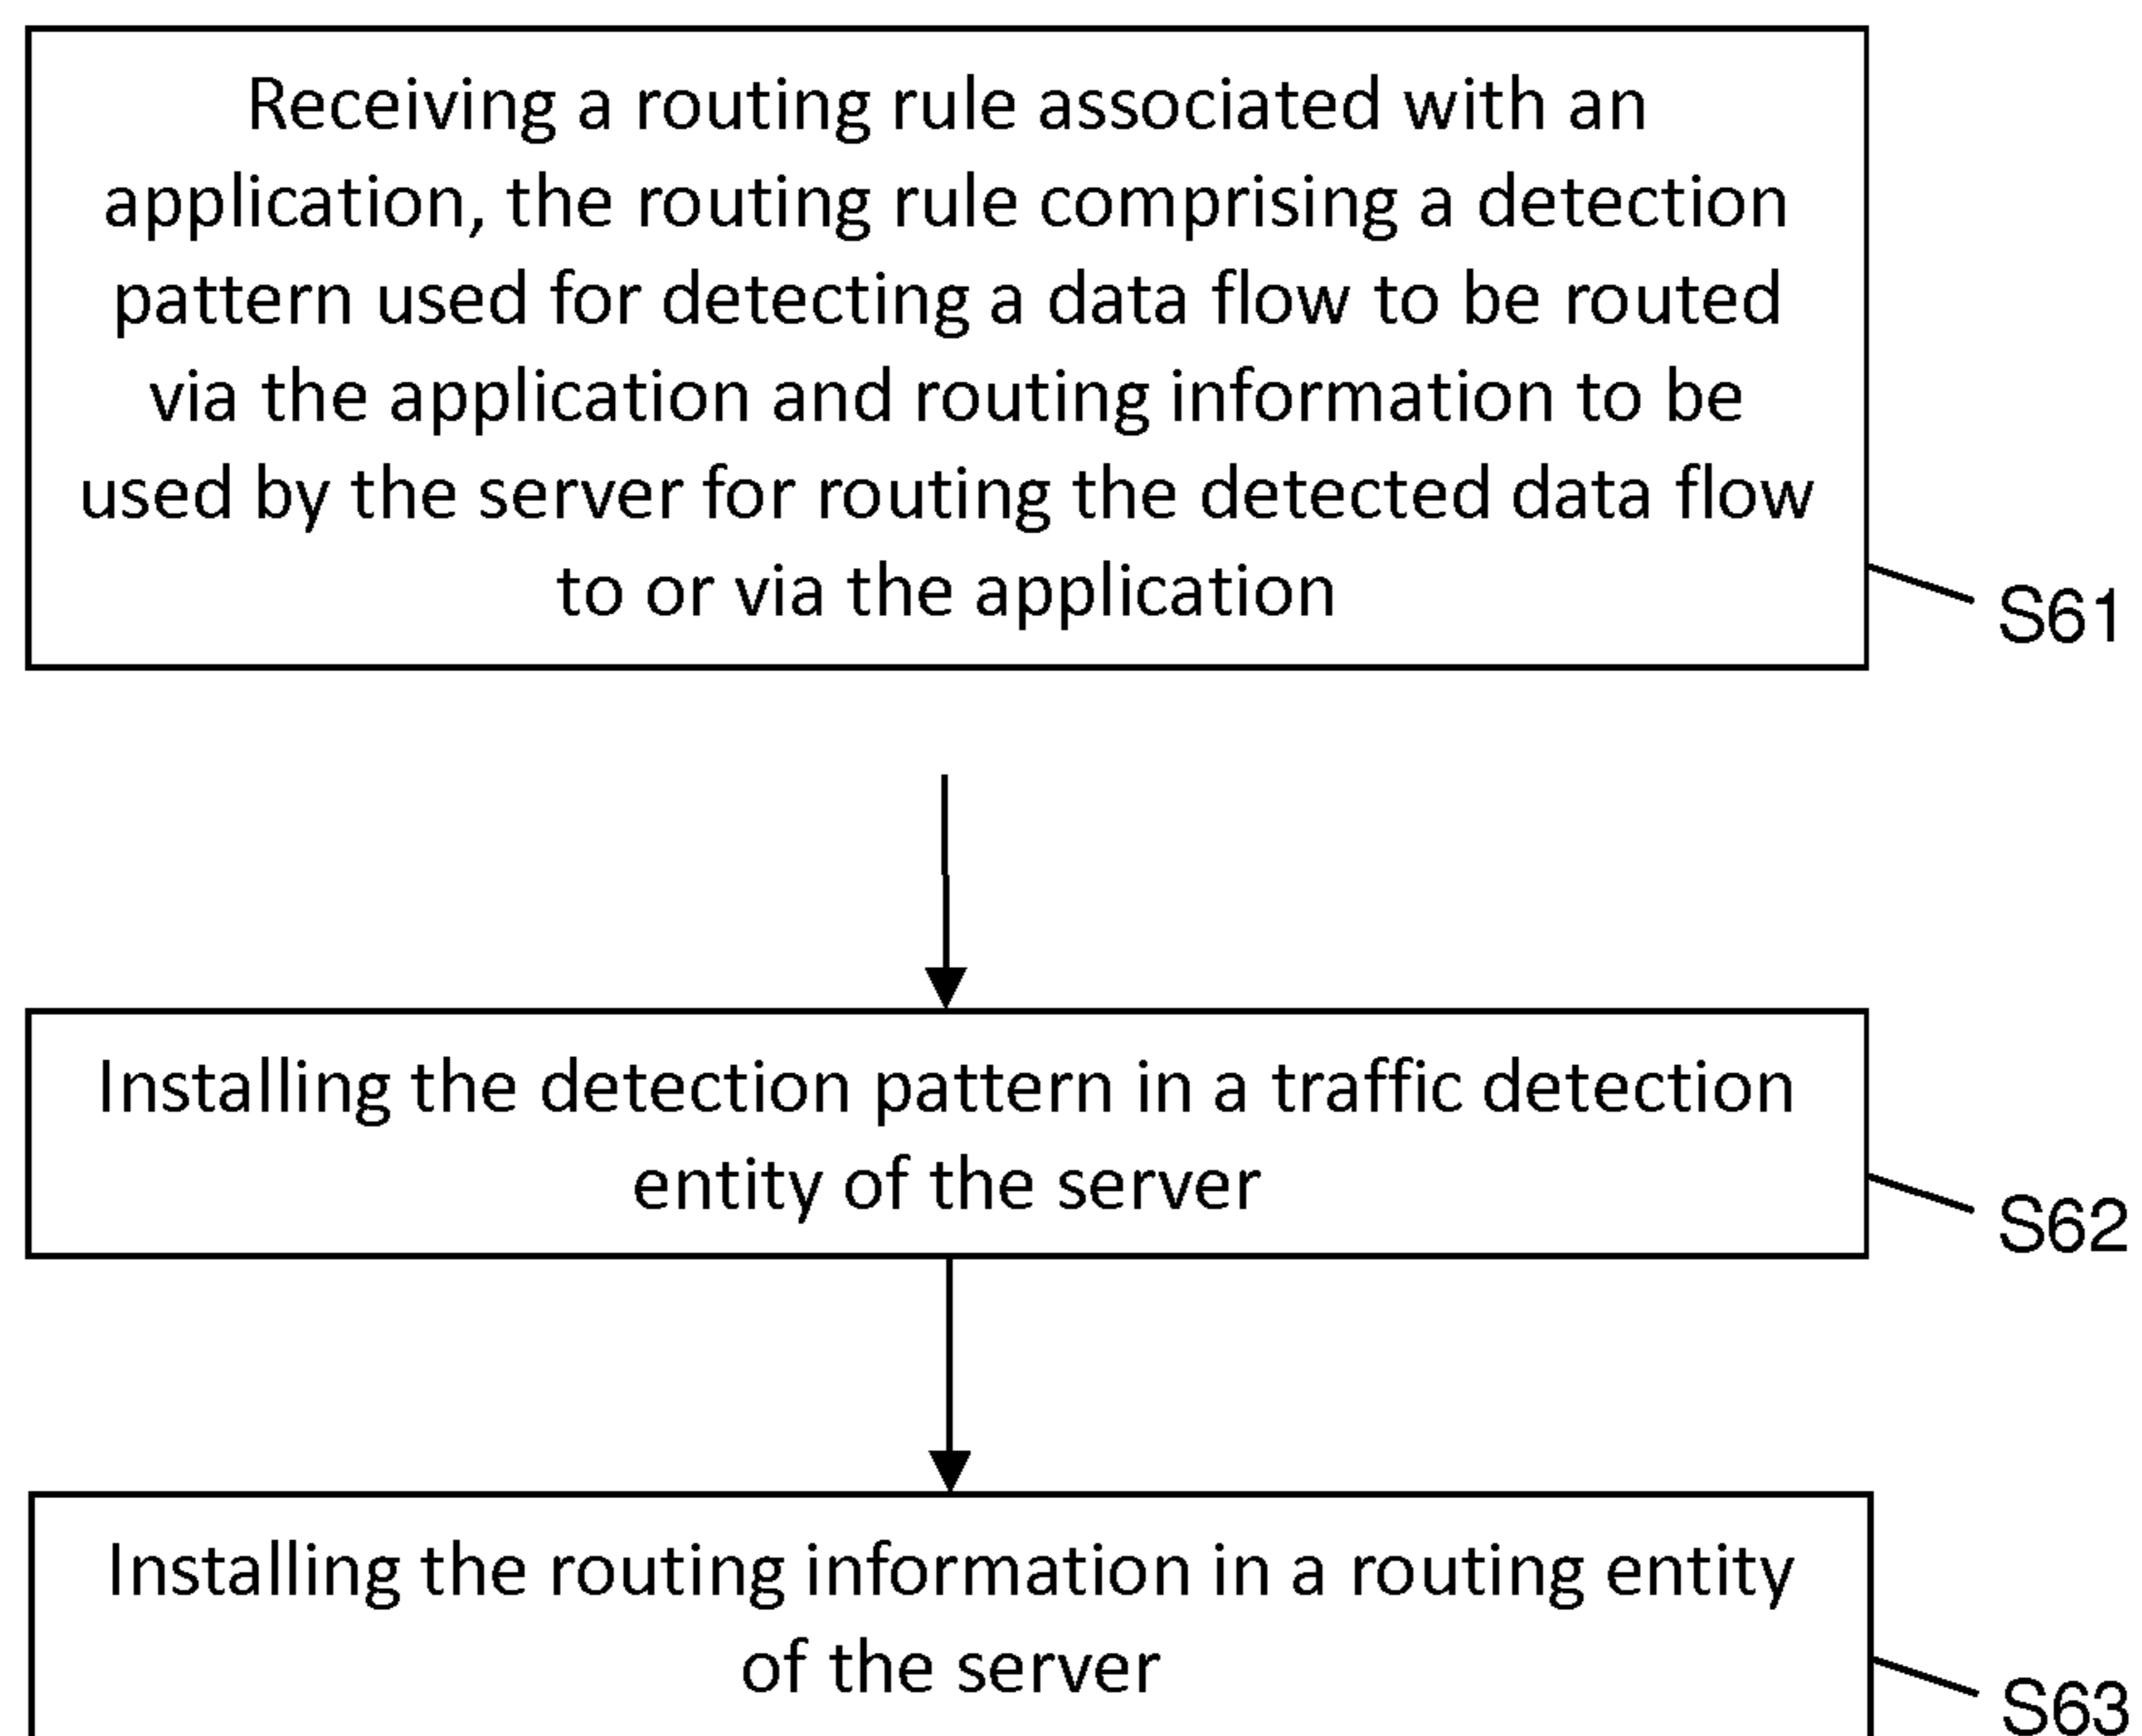 Receiving a routing rule associated with an
application, the routing rule comprising a detection
pattern used for detecting a data flow to be routed
via the application and routing information to be
used by the server for routing the detected data flow
to or via the application
S61
Installing the detection pattern in a traffic detection
entity of the server
S62
Installing the routing information in a routing entity
of the server
S63